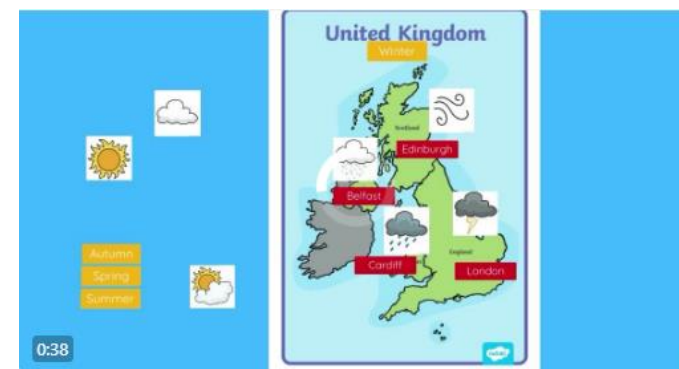 United Kingdom
Winter
Scotland
Edinburgh
Belfast
Cardiff
England
London
Autumn
Spring
Summer
0:38